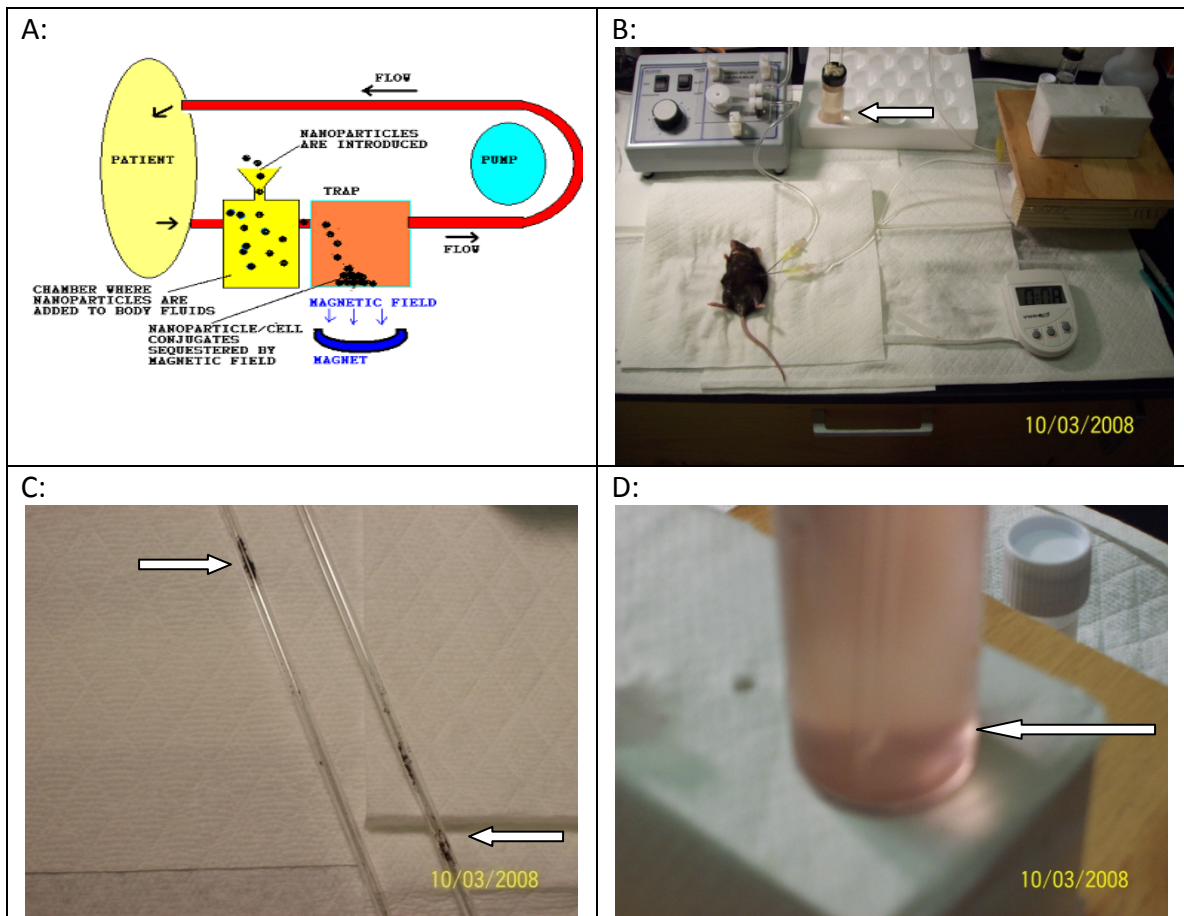 A:
FLOW
NANOPARTICLES
ARE INTRODUCED
PATIENT
PUMP
TRAP
FLOW
CHAMBER WHERE
NANOPARTICLES ARE
ADDED TO BODY FLUIDS
MAGNETIC FIELD
NANOPARTICLE/CELL
CONJUGATES
SEQUESTERED BY
MAGNETIC FIELD
MAGNET
B:
10/03/2008
C:
10/03/2008
D:
10/03/2008